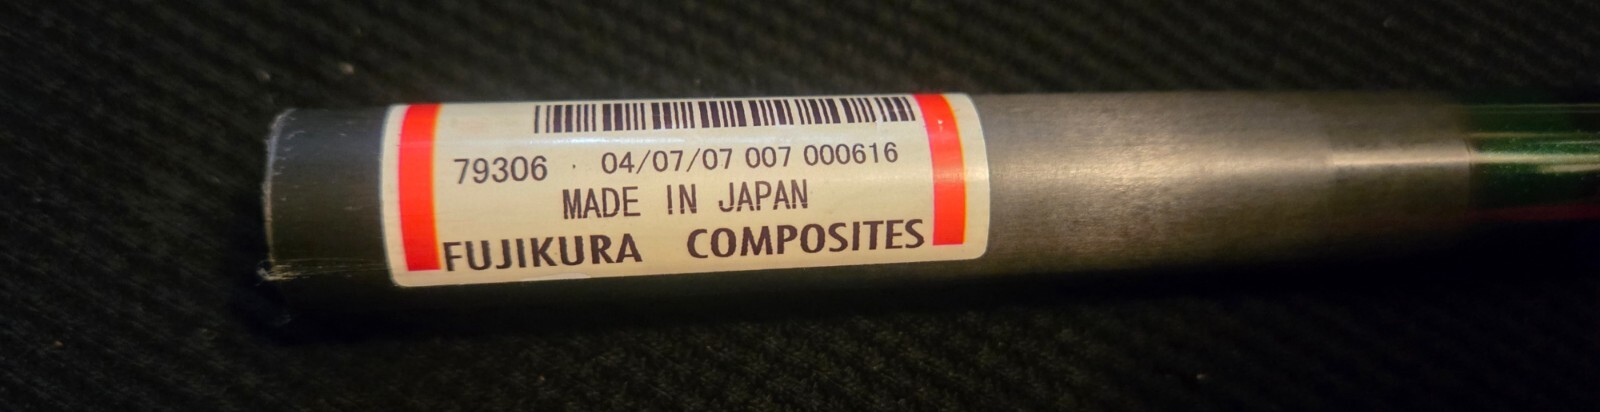 79306 · 04/07/07 007 000616
MADE IN JAPAN
FUJIKURA COMPOSITES